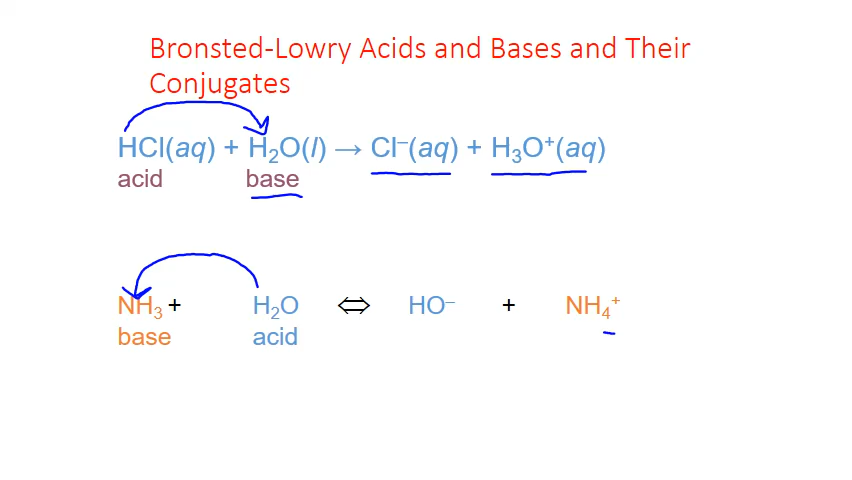 Bronsted-Lowry Acids and Bases and Their
Conjugates
HCl(aq) + H₂O(l) → Cl⁻(aq) + H₃O⁺(aq)
acid base
NH₃ + H₂O ⇔ HO⁻ + NH₄⁺
base acid